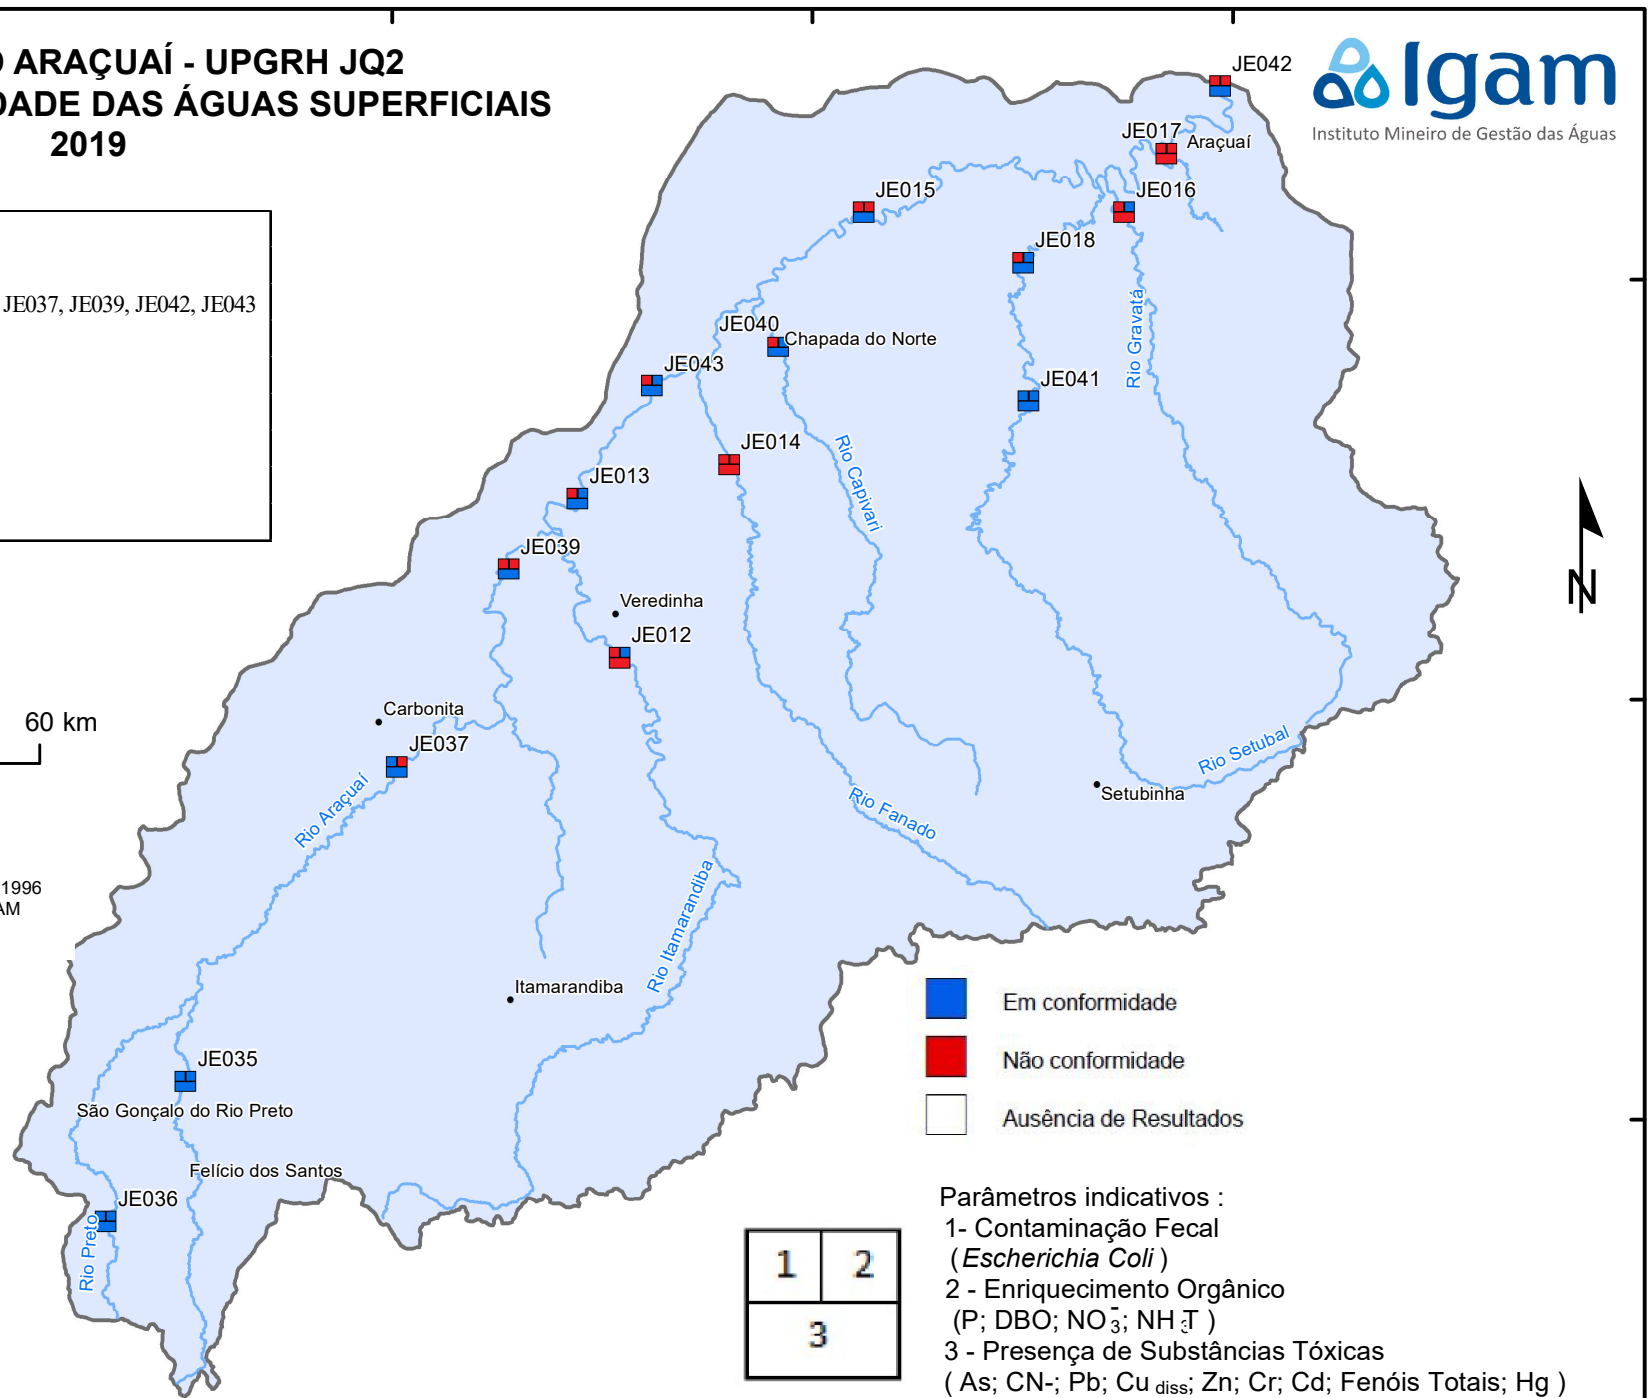 ARAÇUAÍ - UPGRH JQ2
DADE DAS ÁGUAS SUPERFICIAIS
2019
Igam
Instituto Mineiro de Gestão das Águas
JE042
JE017
Araçuaí
JE015
JE016
JE018
JE037, JE039, JE042, JE043
Rio Gravatá
JE040
Chapada do Norte
JE043
JE041
JE014
Rio Capivari
JE013
JE039
N
Veredinha
JE012
Carbonita
60 km
JE037
Rio Setubal
Setubinha
Rio Araçuaí
Rio Fanado
1996
AM
Rio Itamarandiba
Itamarandiba
Em conformidade
Não conformidade
Ausência de Resultados
JE035
São Gonçalo do Rio Preto
Felício dos Santos
JE036
Rio Preto
1 2
3
Parâmetros indicativos :
1- Contaminação Fecal
(Escherichia Coli )
2 - Enriquecimento Orgânico
(P; DBO; NO3-; NH3T )
3 - Presença de Substâncias Tóxicas
( As; CN-; Pb; Cu diss; Zn; Cr; Cd; Fenóis Totais; Hg )